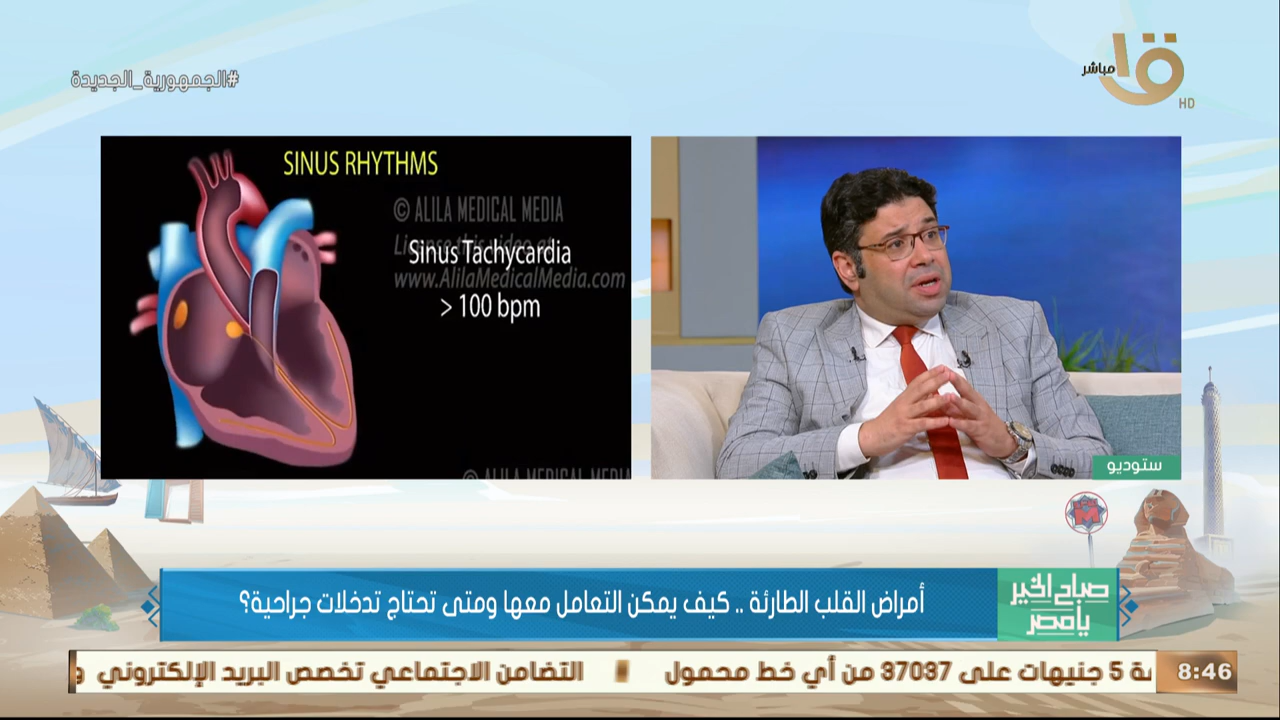 #الجمهورية_الجديدة
مباشر
HD
SINUS RHYTHMS
© ALILA MEDICAL MEDIA
Sinus Tachycardia
www.AlilaMedicalMedia.com
> 100 bpm
© ALILA MEDICAL MEDIA
ستوديو
أمراض القلب الطارئة .. كيف يمكن التعامل معها ومتى تحتاج تدخلات جراحية؟
صباح الخير
يا مصر
5 جنيهات على 37037 من أي خط محمول
التضامن الاجتماعي تخصص البريد الإلكتروني
8:46